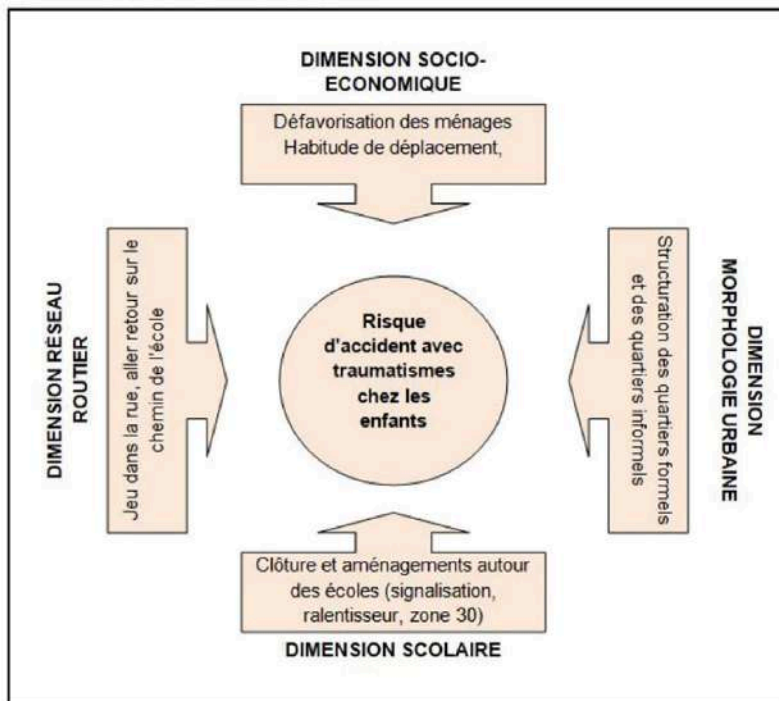 DIMENSION SOCIO-
ECONOMIQUE
Défavorisation des ménages
Habitude de déplacement,
DIMENSION RÉSEAU
ROUTIER
Jeu dans la rue, aller retour sur le
chemin de l'école
Risque
d'accident avec
traumatismes
chez les
enfants
Structuration des quartiers formels
et des quartiers informels
DIMENSION
MORPHOLOGIE URBAINE
Clôture et aménagements autour
des écoles (signalisation,
ralentisseur, zone 30)
DIMENSION SCOLAIRE